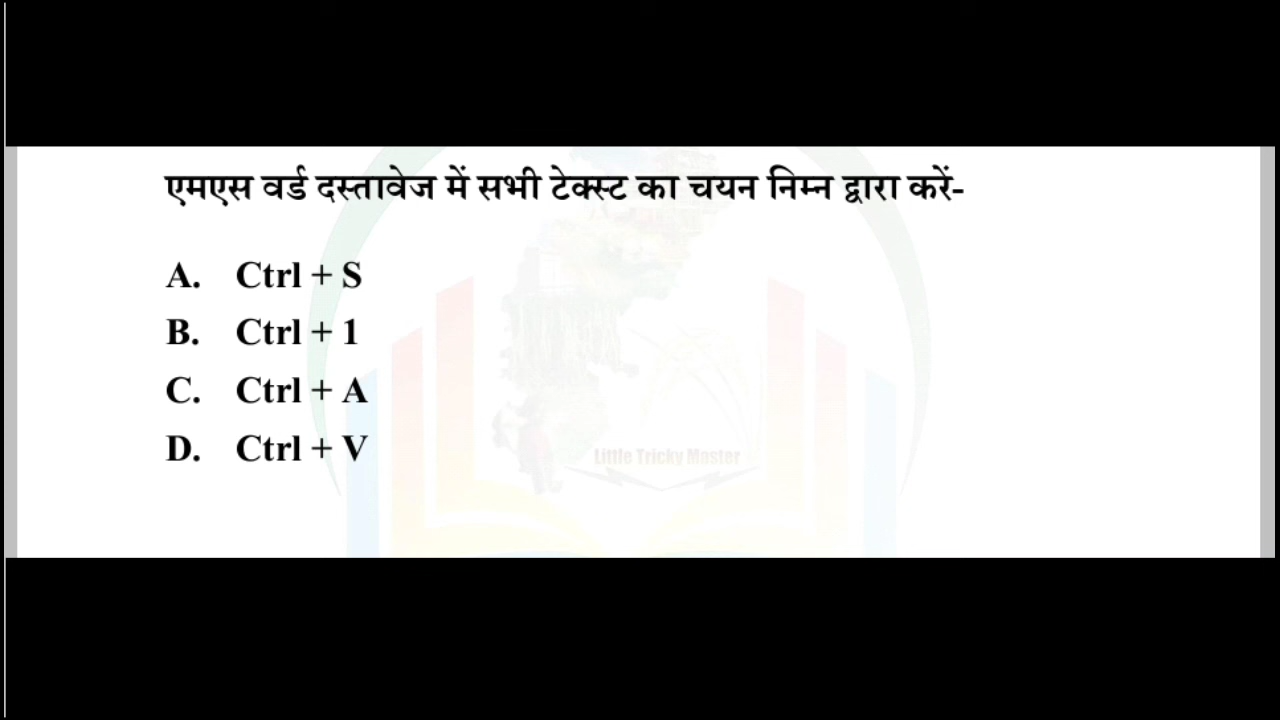 एमएस वर्ड दस्तावेज में सभी टेक्स्ट का चयन निम्न द्वारा करें-
A. Ctrl + S
B. Ctrl + 1
C. Ctrl + A
D. Ctrl + V
Little Tricky Master